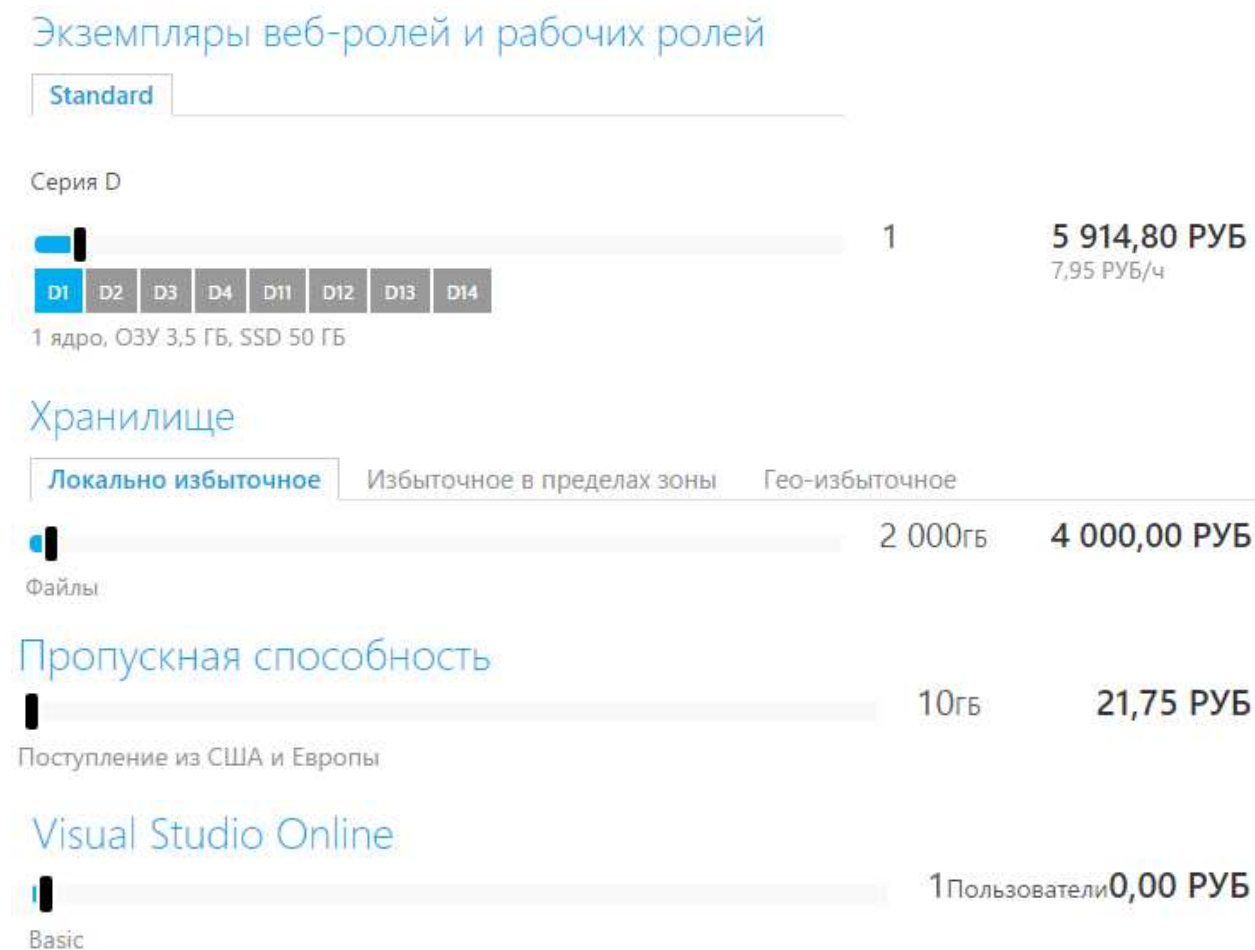 Экземпляры веб-ролей и рабочих ролей
Standard
Серия D
1 5 914,80 РУБ
7,95 РУБ/ч
D1 D2 D3 D4 D11 D12 D13 D14
1 ядро, ОЗУ 3,5 ГБ, SSD 50 ГБ
Хранилище
Локально избыточное Избыточное в пределах зоны Гео-избыточное
2 000ГБ 4 000,00 РУБ
Файлы
Пропускная способность
10ГБ 21,75 РУБ
Поступление из США и Европы
Visual Studio Online
1Пользователи0,00 РУБ
Basic